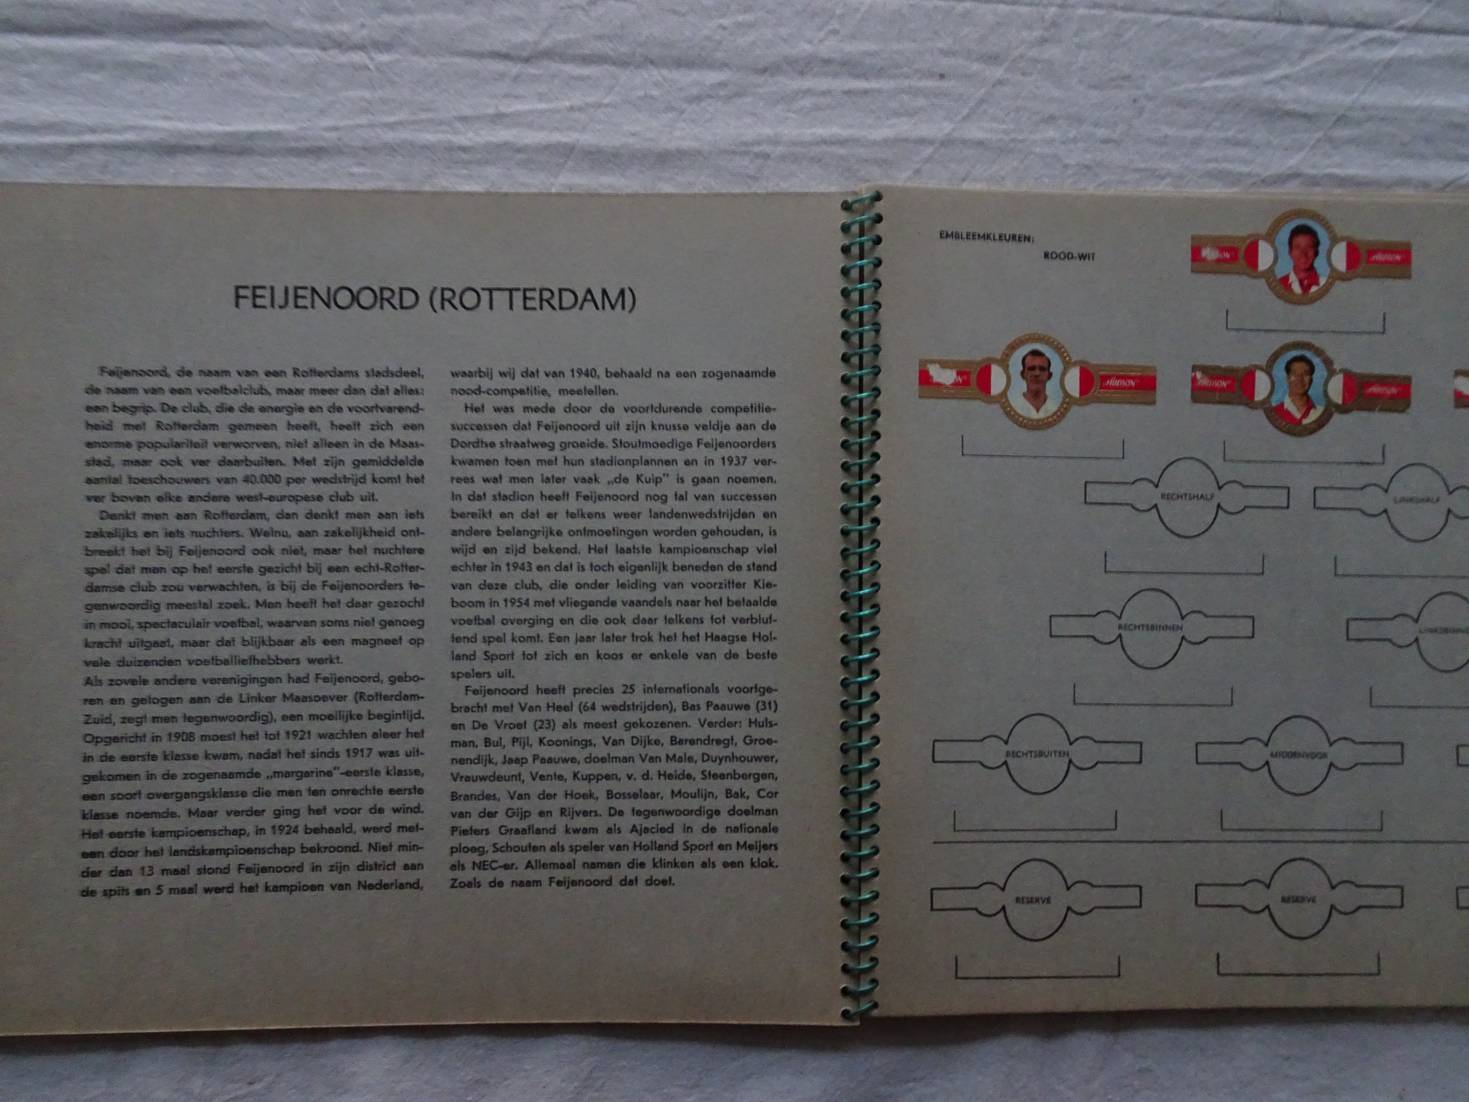 FEIJENOORD (ROTTERDAM)
Feijenoord, de naam van een Rotterdams stadsdeel,
de naam van een voetbalclub, maar meer dan dat alles:
een begrip. De club, die de energie en de voortvarend-
heid met Rotterdam gemeen heeft, heeft zich een
enorme populariteit verworven, niet alleen in de Maas-
stad, maar ook ver daarbuiten. Met zijn gemiddelde
aantal toeschouwers van 40.000 per wedstrijd komt het
ver boven elke andere west-europese club uit.
Denkt men aan Rotterdam, dan denkt men aan iets
zakelijks en iets nuchters. Welnu, aan zakelijkheid ont-
breekt het bij Feijenoord ook niet, maar het nuchtere
spel dat men op het eerste gezicht bij een echt-Rotter-
damse club zou verwachten, is bij de Feijenoorders te-
genwoordig meestal zoek. Men heeft het daar gezocht
in mooi, spectaculair voetbal, waarvan soms niet genoeg
kracht uitgaat, maar dat blijkbaar als een magneet op
vele duizenden voetballiefhebbers werkt.
Als zovele andere verenigingen had Feijenoord, gebo-
ren en getogen aan de Linker Maasoever (Rotterdam-
Zuid, zegt men tegenwoordig), een moeilijke begintijd.
Opgericht in 1908 moest het tot 1921 wachten aleer het
in de eerste klasse kwam, nadat het sinds 1917 was uit-
gekomen in de zogenaamde „margarine"-eerste klasse,
een soort overgangsklasse die men ten onrechte eerste
klasse noemde. Maar verder ging het voor de wind.
Het eerste kampioenschap, in 1924 behaald, werd met-
een door het landskampioenschap bekroond. Niet min-
der dan 13 maal stond Feijenoord in zijn district aan
de spits en 5 maal werd het kampioen van Nederland,
waarbij wij dat van 1940, behaald na een zogenaamde
nood-competitie, meetellen.
Het was mede door de voortdurende competitie-
successen dat Feijenoord uit zijn knusse veldje aan de
Dordtse straatweg groeide. Stoutmoedige Feijenoorders
kwamen toen met hun stadionplannen en in 1937 ver-
rees wat men later vaak „de Kuip" is gaan noemen.
In dat stadion heeft Feijenoord nog tal van successen
bereikt en dat er telkens weer landenwedstrijden en
andere belangrijke ontmoetingen worden gehouden, is
wijd en zijd bekend. Het laatste kampioenschap viel
echter in 1943 en dat is toch eigenlijk beneden de stand
van deze club, die onder leiding van voorzitter Kie-
boom in 1954 met vliegende vaandels naar het betaalde
voetbal overging en die ook daar telkens tot verbluf-
fend spel komt. Een jaar later trok het het Haagse Hol-
land Sport tot zich en koos er enkele van de beste
spelers uit.
Feijenoord heeft precies 25 internationals voortge-
bracht met Van Heel (64 wedstrijden), Bas Paauwe (31)
en De Vroet (23) als meest gekozenen. Verder: Huls-
man, Bul, Pijl, Koonings, Van Dijke, Barendregt, Groe-
nendijk, Jaap Paauwe, doelman Van Male, Duynhouwer,
Vrauwdeunt, Vente, Kuppen, v. d. Heide, Steenbergen,
Brandes, Van der Hoek, Bosselaar, Moulijn, Bak, Cor
van der Gijp en Rijvers. De tegenwoordige doelman
Pieters Graafland kwam als Ajacied in de nationale
ploeg, Schouten als speler van Holland Sport en Meijers
als NEC-er. Allemaal namen die klinken als een klok.
Zoals de naam Feijenoord dat doet.
EMBLEEMKLEUREN:
ROOD-WIT
HUDSON
HUDSON
HUDSON
RECHTSHALF
LINKSHALF
RECHTSBINNEN
RECHTSBUITEN
MIDDENVOOR
RESERVE
RESERVE